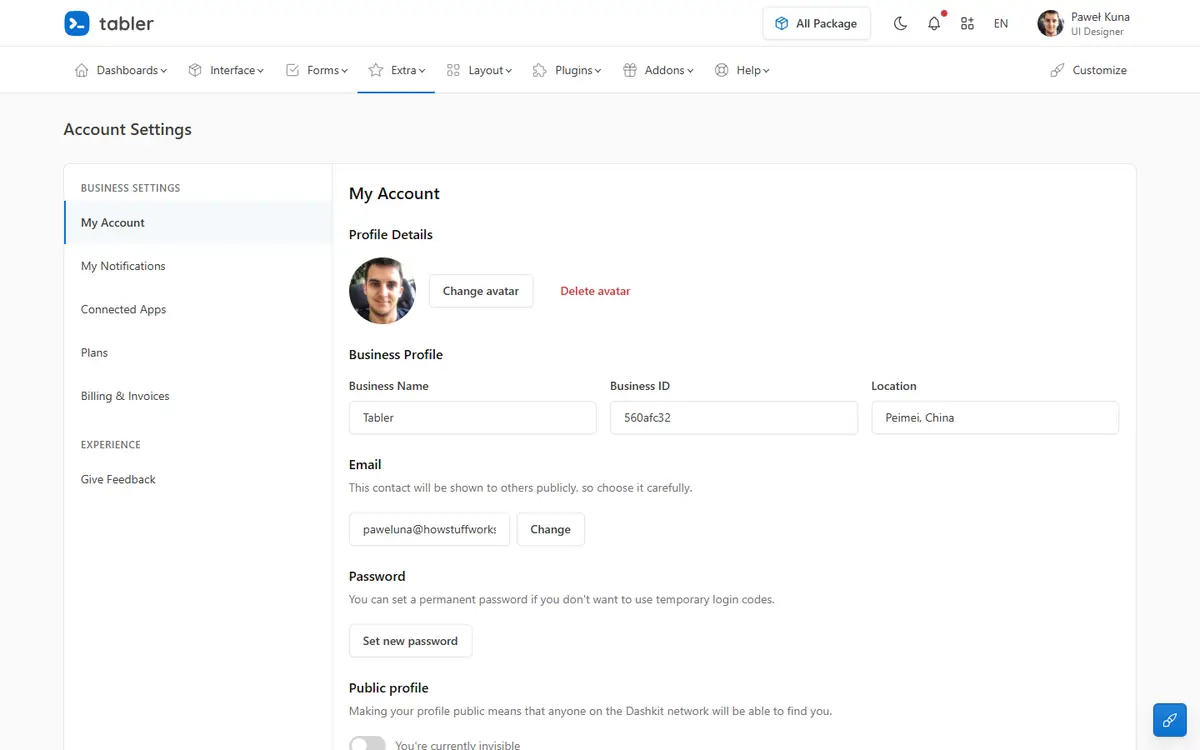 tabler
All Package
EN
Paweł Kuna
UI Designer
Dashboards
Interface
Forms
Extra
Layout
Plugins
Addons
Help
Customize
Account Settings
BUSINESS SETTINGS
My Account
My Notifications
Connected Apps
Plans
Billing & Invoices
EXPERIENCE
Give Feedback
My Account
Profile Details
Change avatar
Delete avatar
Business Profile
Business Name
Business ID
Location
Tabler
560afc32
Peimei, China
Email
This contact will be shown to others publicly, so choose it carefully.
paweluna@howstuffworks
Change
Password
You can set a permanent password if you don't want to use temporary login codes.
Set new password
Public profile
Making your profile public means that anyone on the Dashkit network will be able to find you.
You're currently invisible